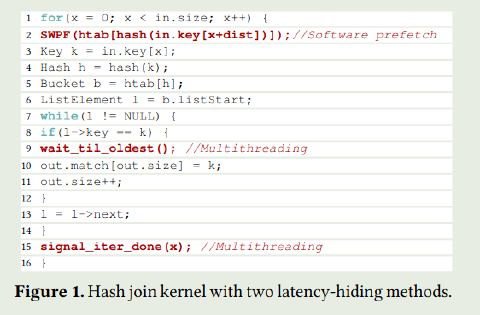 1 for(x = 0; x < in.size; x++) {
2 SWPF(htab[hash(in.key[x+dist])]);//Software prefetch
3 Key k = in.key[x];
4 Hash h = hash(k);
5 Bucket b = htab[h];
6 ListElement l = b.listStart;
7 while(l != NULL) {
8 if(l->key == k) {
9 wait_til_oldest(); //Multithreading
10 out.match[out.size] = k;
11 out.size++;
12 }
13 l = l->next;
14 }
15 signal_iter_done(x); //Multithreading
16 }
Figure 1. Hash join kernel with two latency-hiding methods.